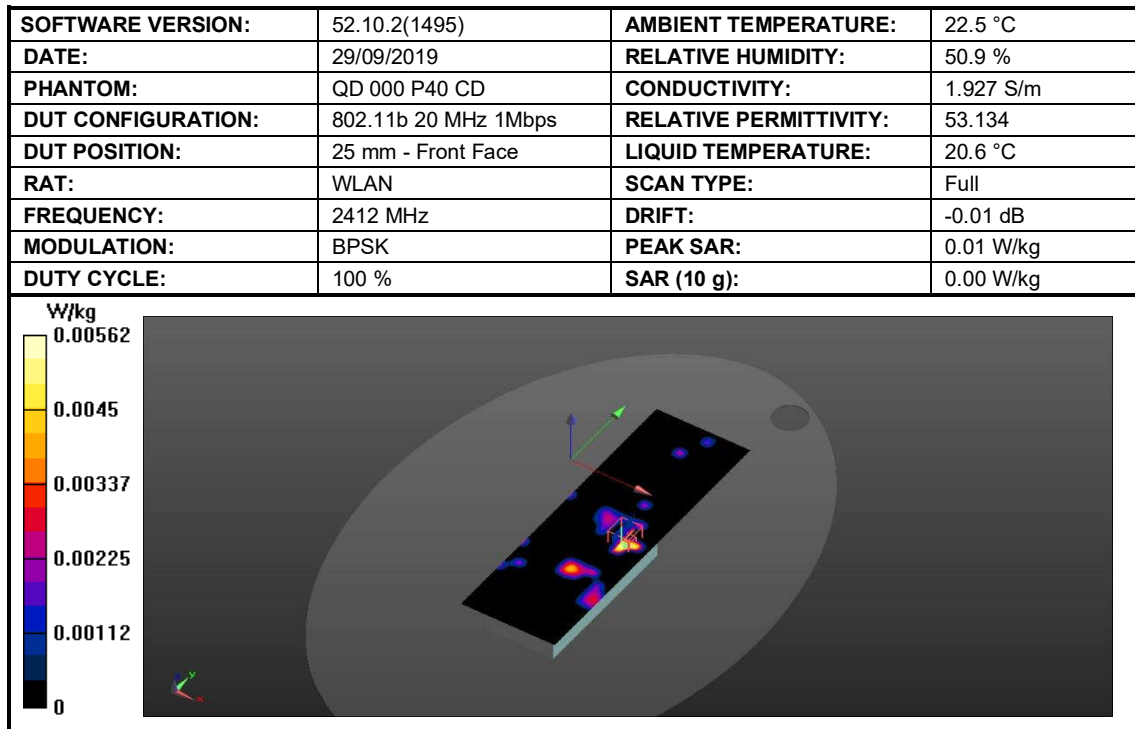 SOFTWARE VERSION: 52.10.2(1495) AMBIENT TEMPERATURE: 22.5 °C
DATE: 29/09/2019 RELATIVE HUMIDITY: 50.9 %
PHANTOM: QD 000 P40 CD CONDUCTIVITY: 1.927 S/m
DUT CONFIGURATION: 802.11b 20 MHz 1Mbps RELATIVE PERMITTIVITY: 53.134
DUT POSITION: 25 mm - Front Face LIQUID TEMPERATURE: 20.6 °C
RAT: WLAN SCAN TYPE: Full
FREQUENCY: 2412 MHz DRIFT: -0.01 dB
MODULATION: BPSK PEAK SAR: 0.01 W/kg
DUTY CYCLE: 100 % SAR (10 g): 0.00 W/kg
W/kg
0.00562
0.0045
0.00337
0.00225
0.00112
0
z y
x